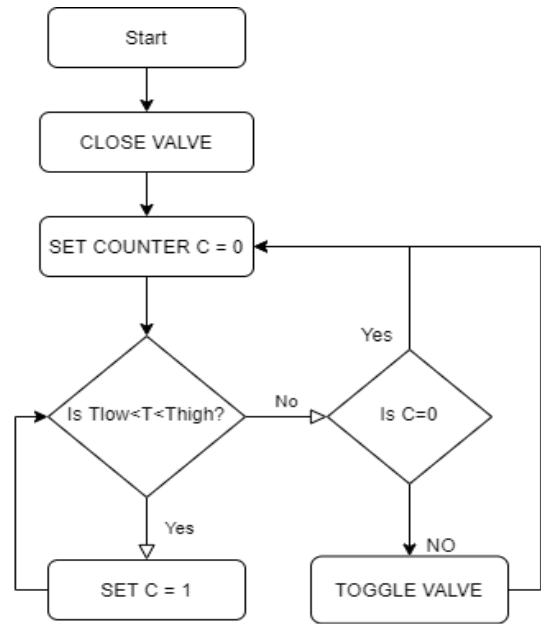 Start
CLOSE VALVE
SET COUNTER C = 0
Is Tlow<T<Thigh?
No
Yes
Is C=0
Yes
SET C = 1
NO
TOGGLE VALVE